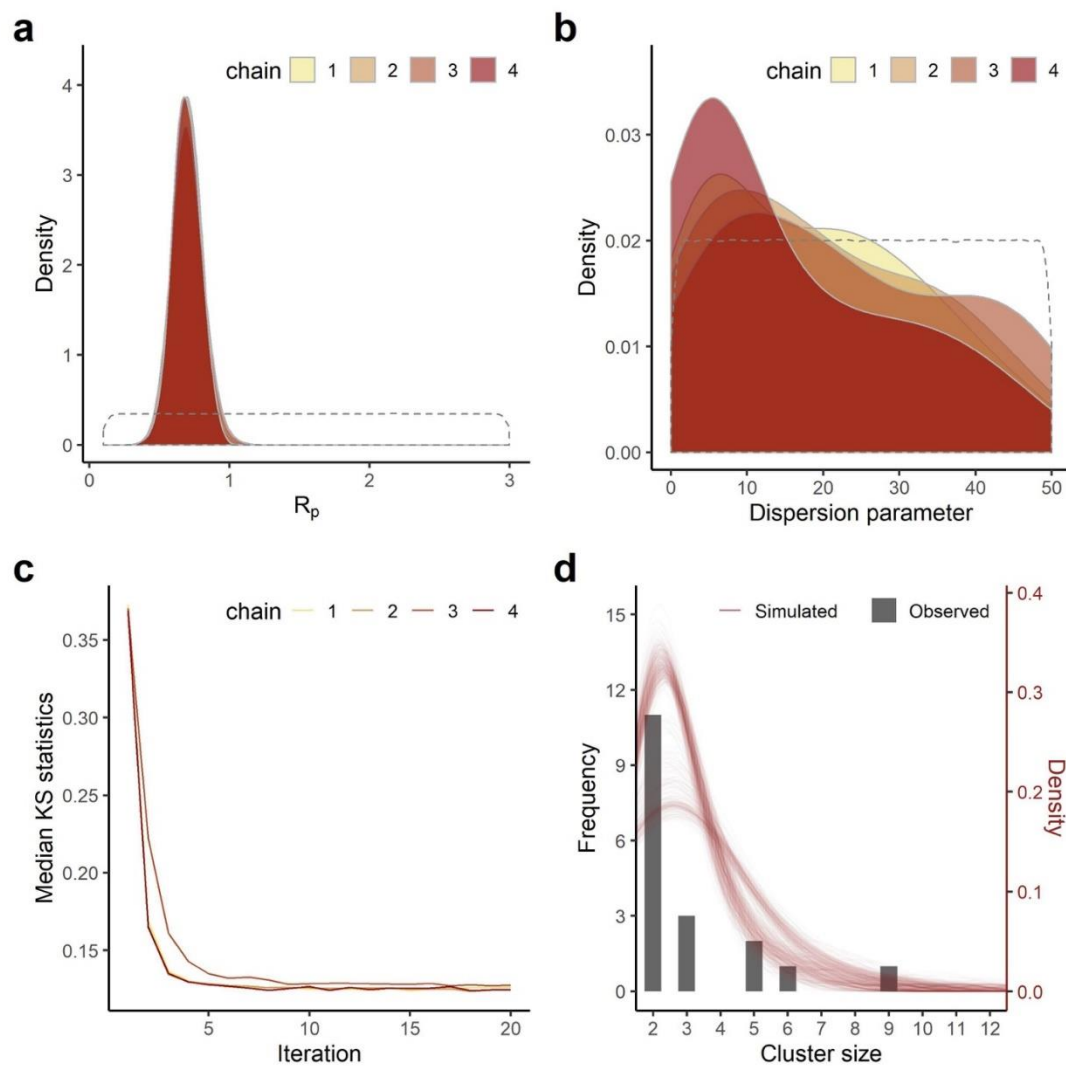 a
chain 1 2 3 4
4
3
2
1
0
Density
0 1 2 3
Rₚ
b
chain 1 2 3 4
0.03
0.02
0.01
0.00
Density
0 10 20 30 40 50
Dispersion parameter
c
chain 1 2 3 4
0.35
0.30
0.25
0.20
0.15
Median KS statistics
5 10 15 20
Iteration
d
Simulated Observed
15
12
9
6
3
0
Frequency
0.4
0.3
0.2
0.1
0.0
Density
2 3 4 5 6 7 8 9 10 11 12
Cluster size